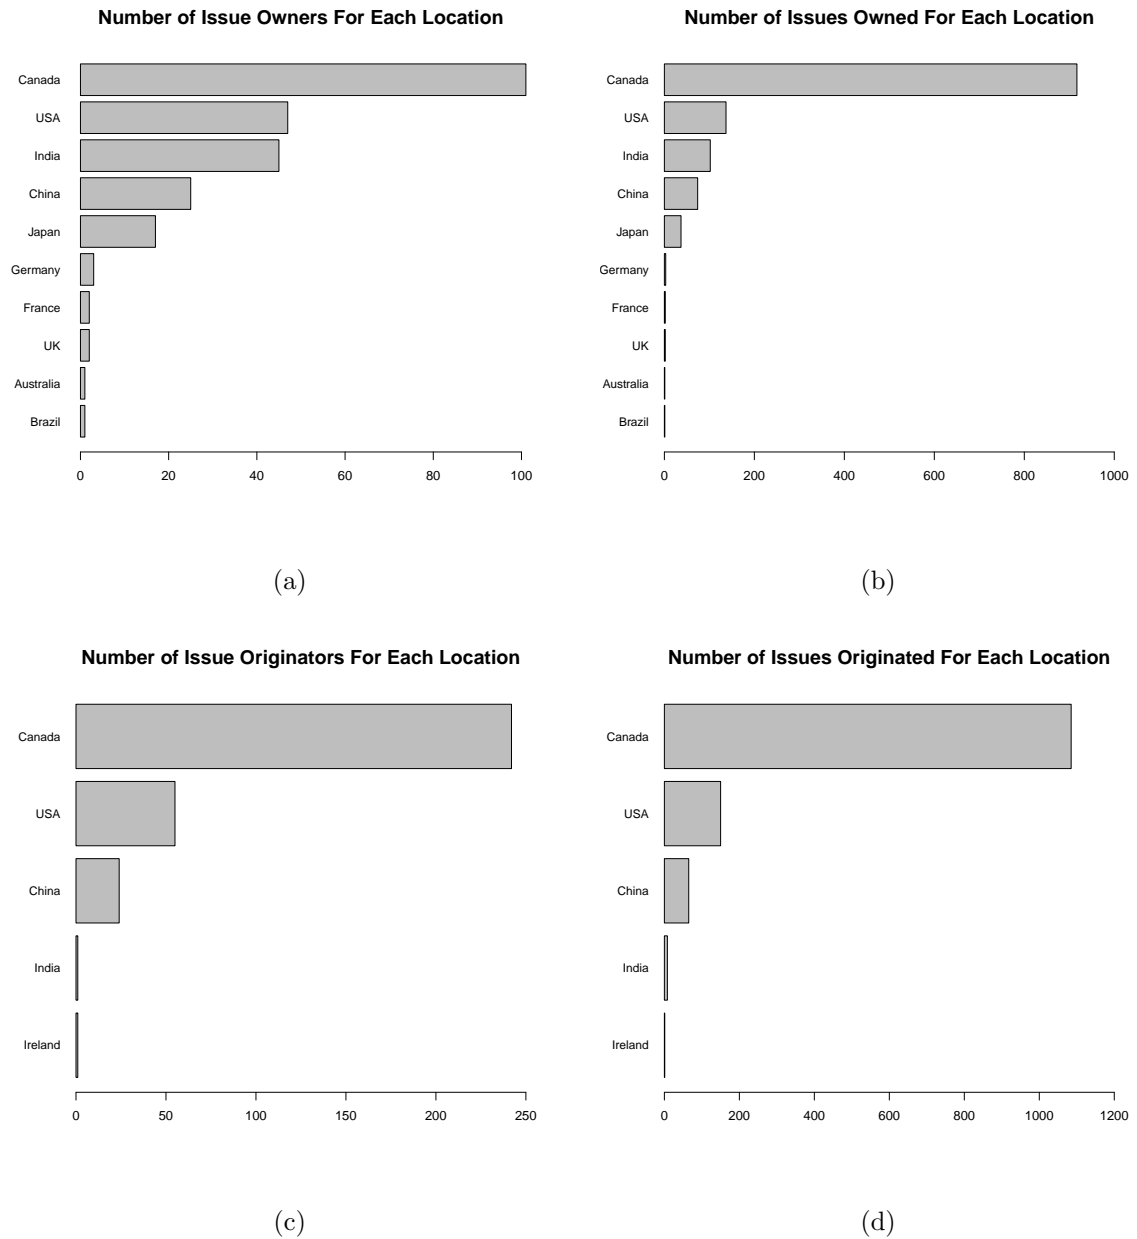 Number of Issue Owners For Each Location
Canada
USA
India
China
Japan
Germany
France
UK
Australia
Brazil
0 20 40 60 80 100
(a)
Number of Issues Owned For Each Location
Canada
USA
India
China
Japan
Germany
France
UK
Australia
Brazil
0 200 400 600 800 1000
(b)
Number of Issue Originators For Each Location
Canada
USA
China
India
Ireland
0 50 100 150 200 250
(c)
Number of Issues Originated For Each Location
Canada
USA
China
India
Ireland
0 200 400 600 800 1000 1200
(d)